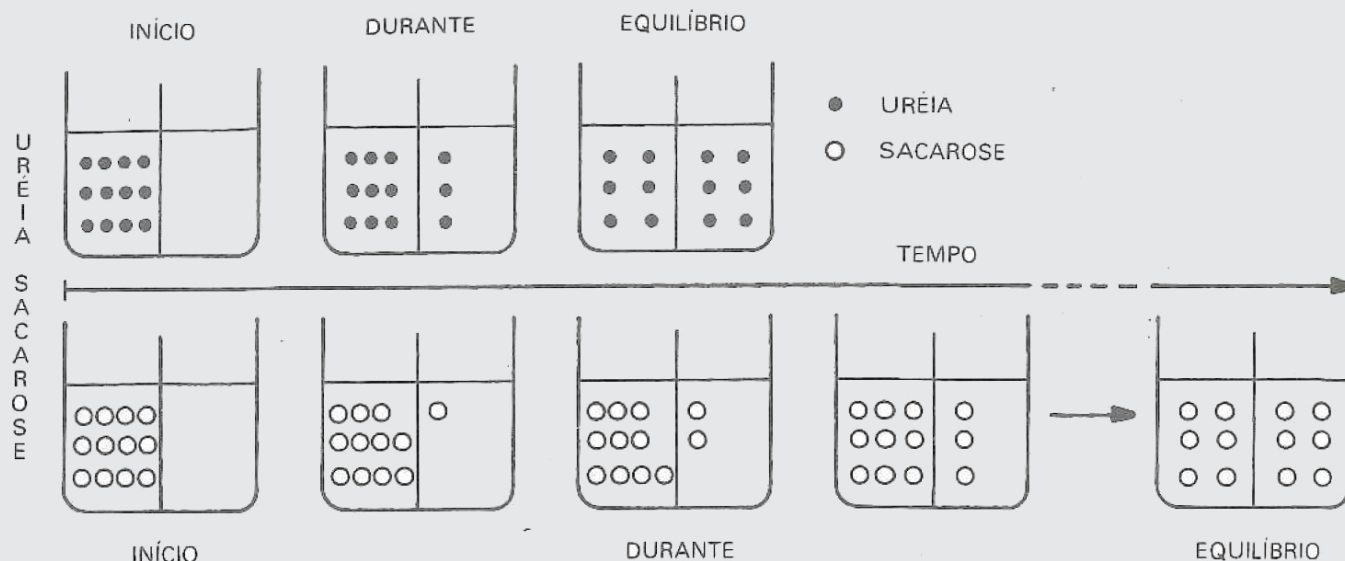 INÍCIO
DURANTE
EQUILÍBRIO
URÉIA
SACAROSE
URÉIA
TEMPO
SACAROSE
INÍCIO
DURANTE
EQUILÍBRIO